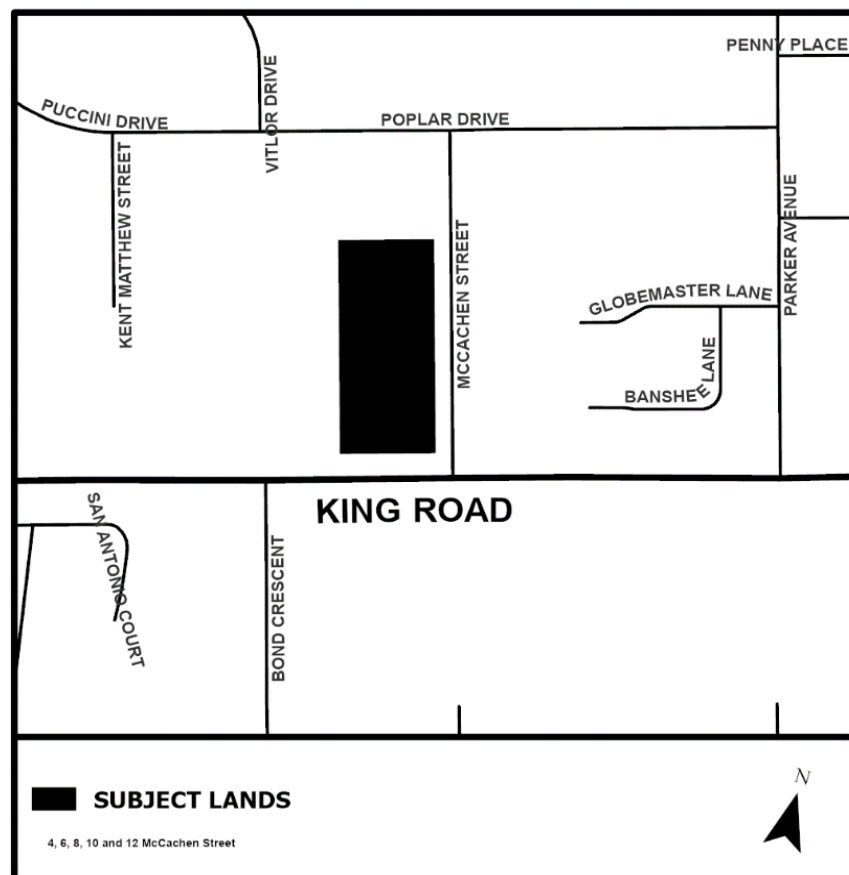 PENNY PLACE
PUCCINI DRIVE
VITLOR DRIVE
POPLAR DRIVE
KENT MATTHEW STREET
MCCACHEN STREET
PARKER AVENUE
GLOBEMASTER LANE
BANSHEE LANE
KING ROAD
SAN ANTONIO COURT
BOND CRESCENT
SUBJECT LANDS
N
4, 6, 8, 10 and 12 McCachen Street